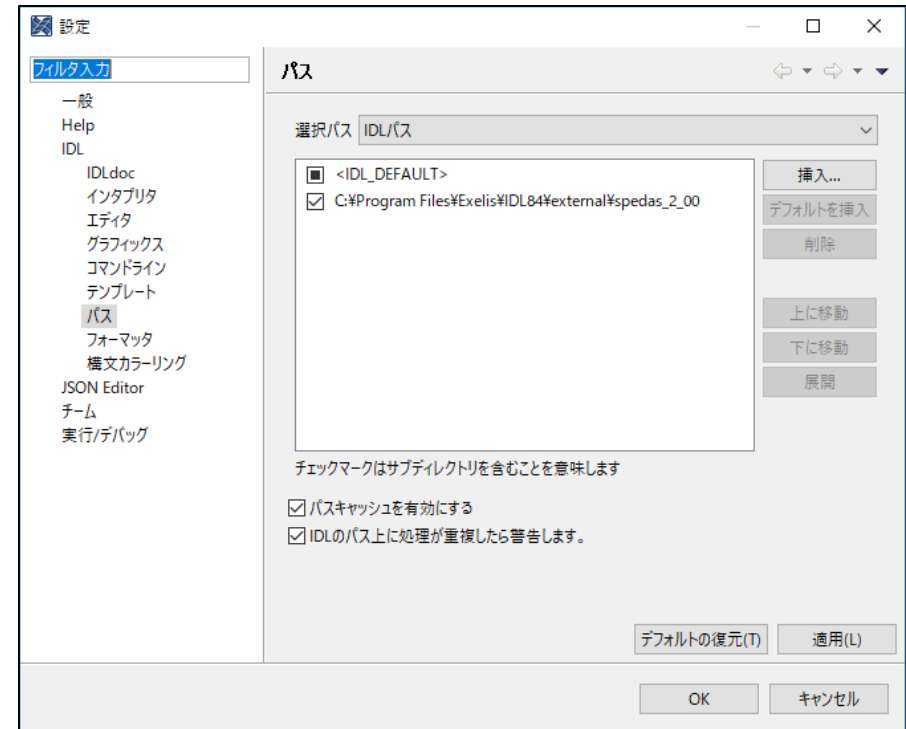 設定
フィルタ入力
一般
Help
IDL
IDLdoc
インタプリタ
エディタ
グラフィックス
コマンドライン
テンプレート
パス
フォーマッタ
構文カラーリング
JSON Editor
チーム
実行/デバッグ
パス
選択パス IDLパス
<IDL_DEFAULT>
C:¥Program Files¥Exelis¥IDL84¥external¥spedas_2_00
挿入...
デフォルトを挿入
削除
上に移動
下に移動
展開
チェックマークはサブディレクトリを含むことを意味します
パスキャッシュを有効にする
IDLのパス上に処理が重複したら警告します。
デフォルトの復元(T) 適用(L)
OK キャンセル